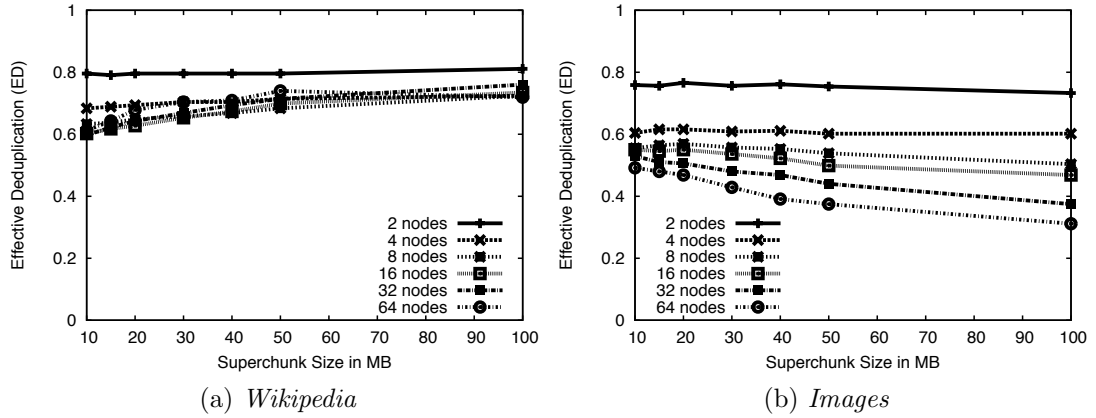 Effective Deduplication (ED)
1
0.8
0.6
0.4
0.2
0
2 nodes
4 nodes
8 nodes
16 nodes
32 nodes
64 nodes
10 20 30 40 50 60 70 80 90 100
Superchunk Size in MB
(a) Wikipedia
Effective Deduplication (ED)
1
0.8
0.6
0.4
0.2
0
2 nodes
4 nodes
8 nodes
16 nodes
32 nodes
64 nodes
10 20 30 40 50 60 70 80 90 100
Superchunk Size in MB
(b) Images